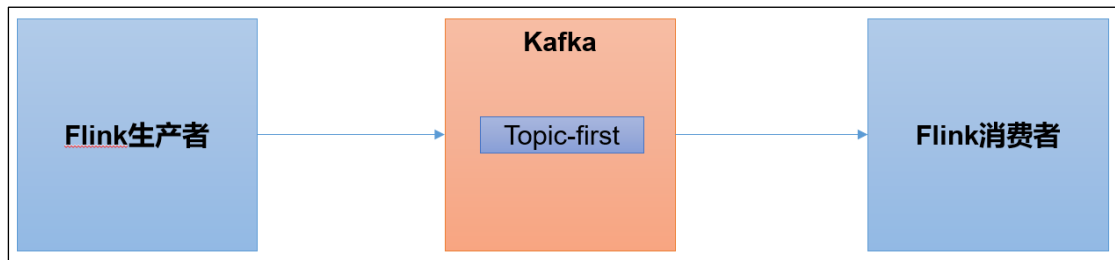 Flink生产者
Kafka
Topic-first
Flink消费者